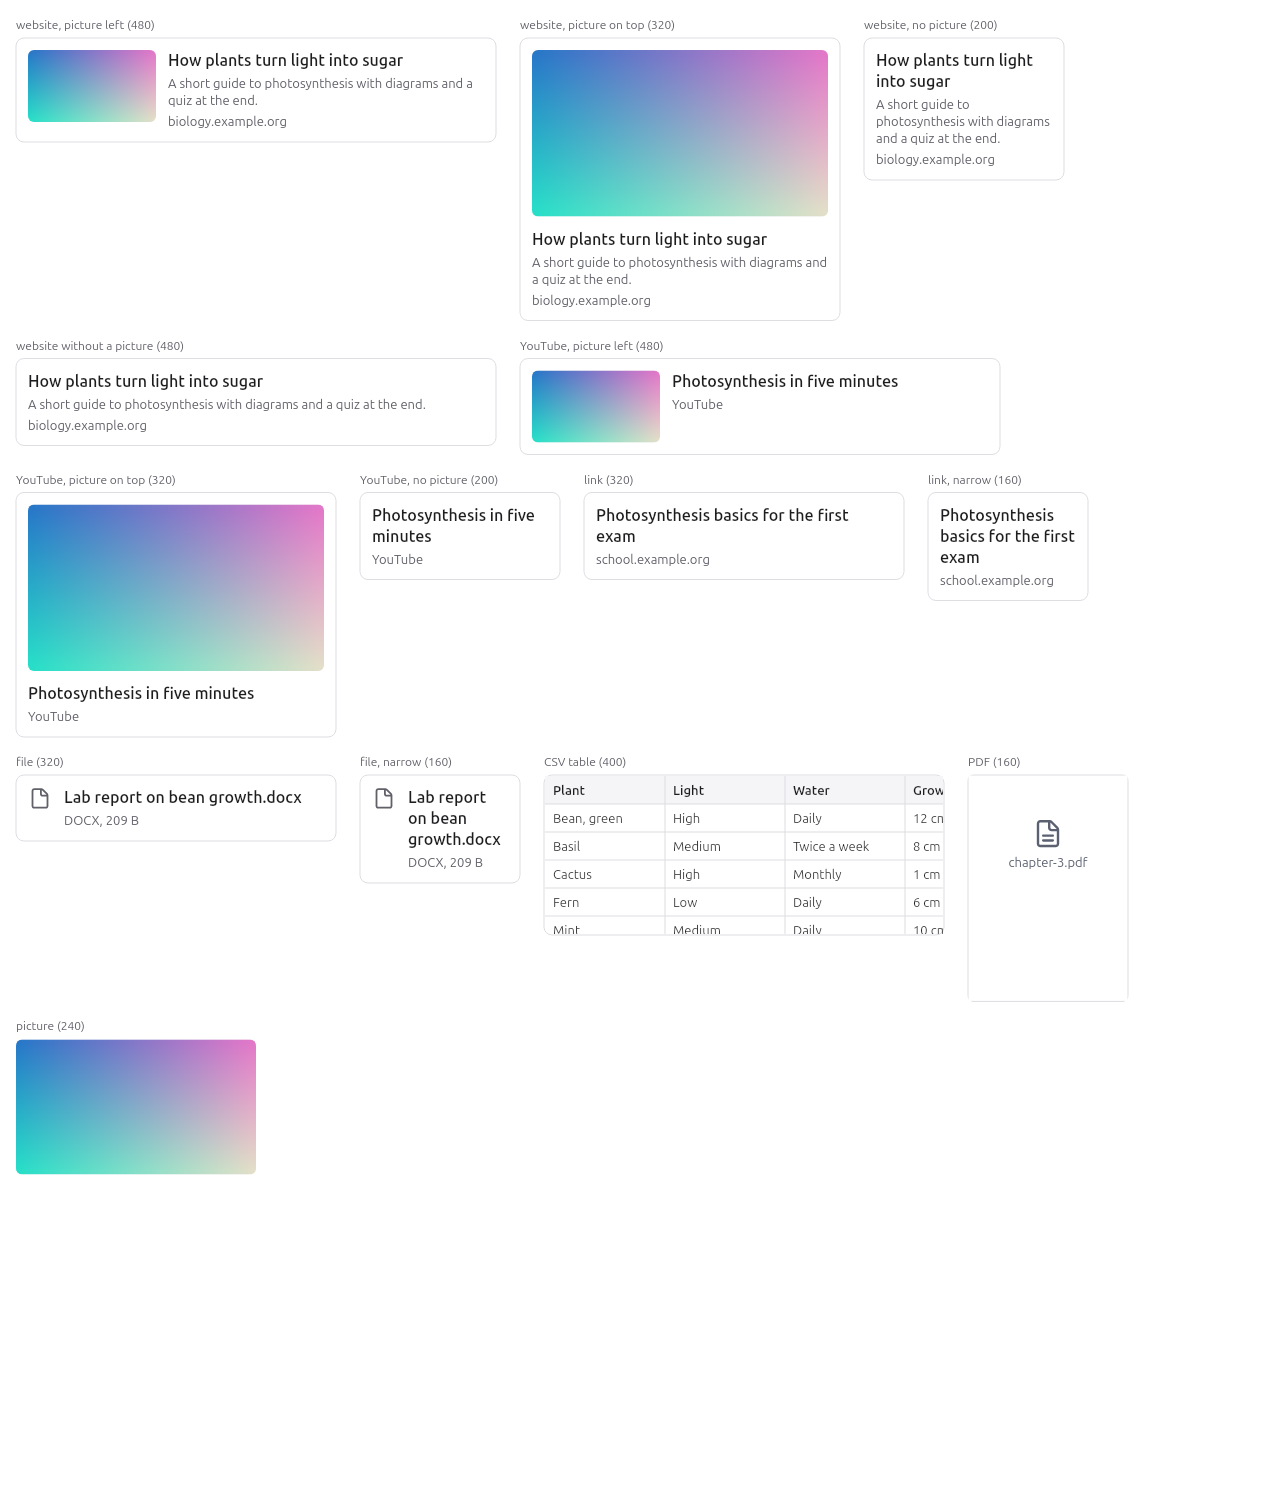 website, picture left (480)
How plants turn light into sugar
A short guide to photosynthesis with diagrams and a
quiz at the end.
biology.example.org
website, picture on top (320)
How plants turn light into sugar
A short guide to photosynthesis with diagrams and
a quiz at the end.
biology.example.org
website, no picture (200)
How plants turn light
into sugar
A short guide to
photosynthesis with diagrams
and a quiz at the end.
biology.example.org
website without a picture (480)
How plants turn light into sugar
A short guide to photosynthesis with diagrams and a quiz at the end.
biology.example.org
YouTube, picture left (480)
Photosynthesis in five minutes
YouTube
YouTube, picture on top (320)
Photosynthesis in five minutes
YouTube
YouTube, no picture (200)
Photosynthesis in five
minutes
YouTube
link (320)
Photosynthesis basics for the first
exam
school.example.org
link, narrow (160)
Photosynthesis
basics for the first
exam
school.example.org
file (320)
Lab report on bean growth.docx
DOCX, 209 B
file, narrow (160)
Lab report
on bean
growth.docx
DOCX, 209 B
CSV table (400)
Plant Light Water Grow
Bean, green High Daily 12 cm
Basil Medium Twice a week 8 cm
Cactus High Monthly 1 cm
Fern Low Daily 6 cm
Mint Medium Daily 10 cm
PDF (160)
chapter-3.pdf
picture (240)